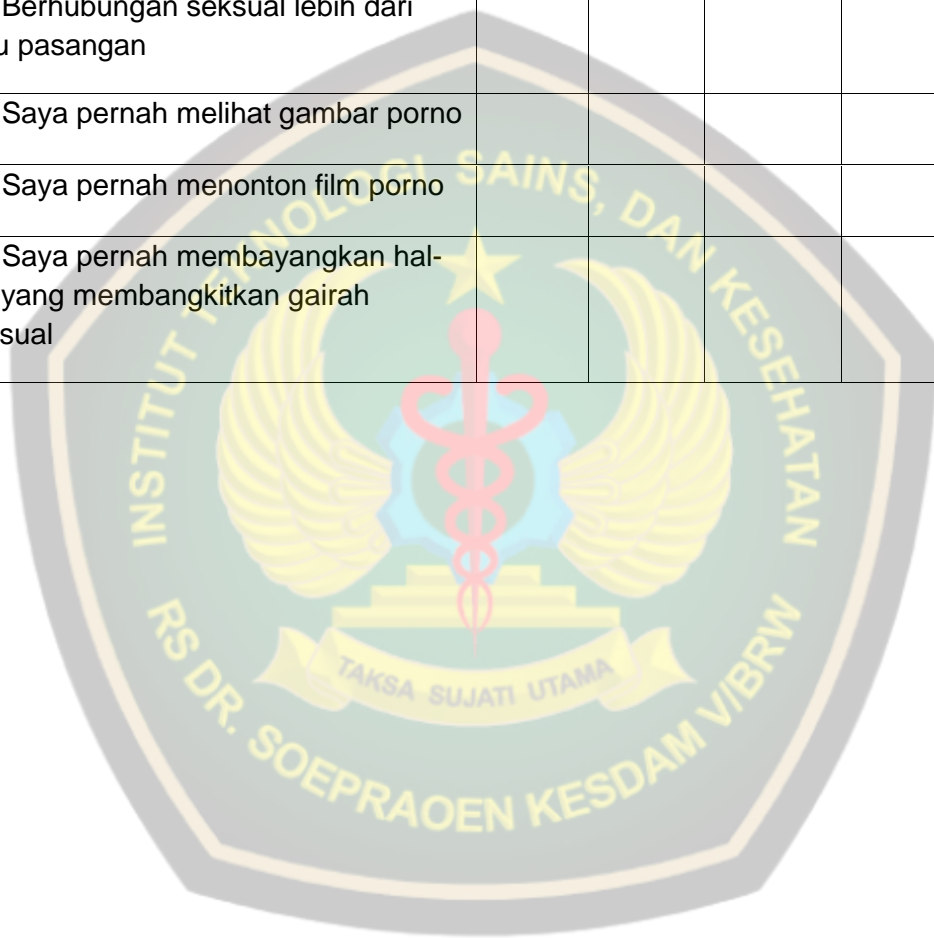 Berhubungan seksual lebih dari
u pasangan
Saya pernah melihat gambar porno
Saya pernah menonton film porno
Saya pernah membayangkan hal-
yang membangkitkan gairah
sual
INSTITUT TEKNOLOGI SAINS, DAN KESEHATAN
TAKSA SUJATI UTAMA
RS DR. SOEPRAOEN KESDAM V/BRW